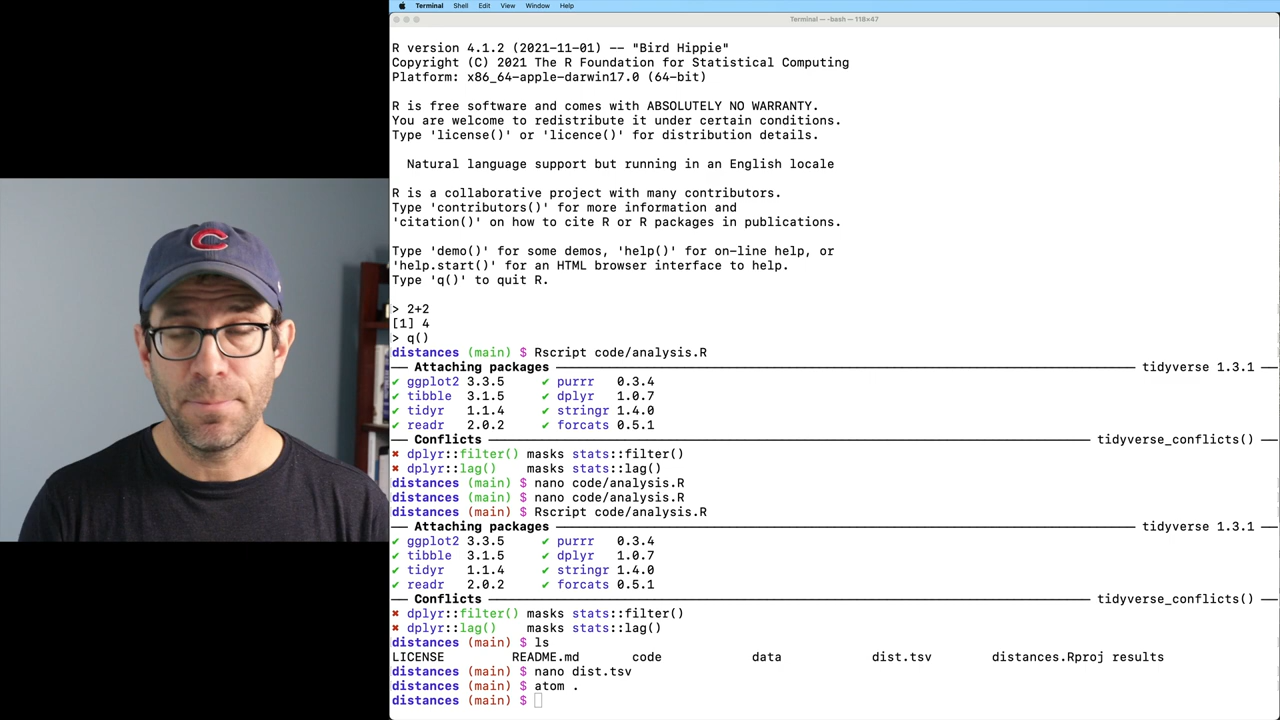 Terminal Shell Edit View Window Help
Terminal — -bash — 118×47
R version 4.1.2 (2021-11-01) -- "Bird Hippie"
Copyright (C) 2021 The R Foundation for Statistical Computing
Platform: x86_64-apple-darwin17.0 (64-bit)
R is free software and comes with ABSOLUTELY NO WARRANTY.
You are welcome to redistribute it under certain conditions.
Type 'license()' or 'licence()' for distribution details.
Natural language support but running in an English locale
R is a collaborative project with many contributors.
Type 'contributors()' for more information and
'citation()' on how to cite R or R packages in publications.
Type 'demo()' for some demos, 'help()' for on-line help, or
'help.start()' for an HTML browser interface to help.
Type 'q()' to quit R.
> 2+2
[1] 4
> q()
distances (main) $ Rscript code/analysis.R
── Attaching packages ── tidyverse 1.3.1 ──
✔ ggplot2 3.3.5 ✔ purrr 0.3.4
✔ tibble 3.1.5 ✔ dplyr 1.0.7
✔ tidyr 1.1.4 ✔ stringr 1.4.0
✔ readr 2.0.2 ✔ forcats 0.5.1
── Conflicts ── tidyverse_conflicts() ──
✖ dplyr::filter() masks stats::filter()
✖ dplyr::lag() masks stats::lag()
distances (main) $ nano code/analysis.R
distances (main) $ nano code/analysis.R
distances (main) $ Rscript code/analysis.R
── Attaching packages ── tidyverse 1.3.1 ──
✔ ggplot2 3.3.5 ✔ purrr 0.3.4
✔ tibble 3.1.5 ✔ dplyr 1.0.7
✔ tidyr 1.1.4 ✔ stringr 1.4.0
✔ readr 2.0.2 ✔ forcats 0.5.1
── Conflicts ── tidyverse_conflicts() ──
✖ dplyr::filter() masks stats::filter()
✖ dplyr::lag() masks stats::lag()
distances (main) $ ls
LICENSE README.md code data dist.tsv distances.Rproj results
distances (main) $ nano dist.tsv
distances (main) $ atom .
distances (main) $
C